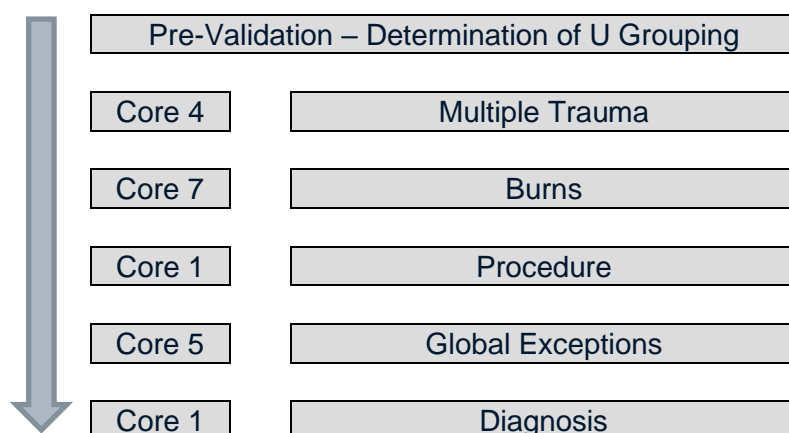 Pre-Validation – Determination of U Grouping
Core 4 Multiple Trauma
Core 7 Burns
Core 1 Procedure
Core 5 Global Exceptions
Core 1 Diagnosis